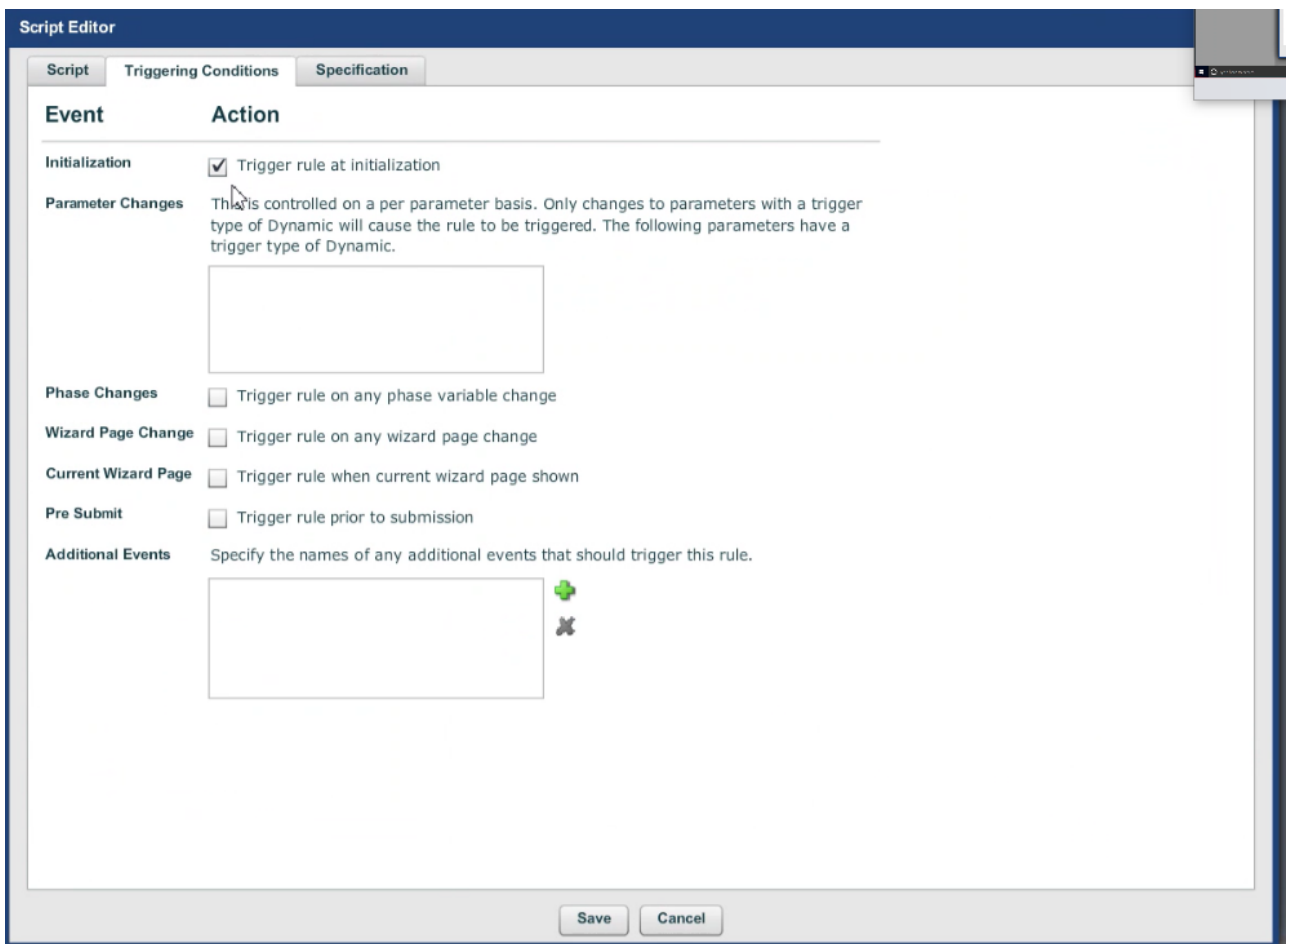 Script Editor
Script
Triggering Conditions
Specification
Event
Action
Initialization
Trigger rule at initialization
Parameter Changes
This is controlled on a per parameter basis. Only changes to parameters with a trigger
type of Dynamic will cause the rule to be triggered. The following parameters have a
trigger type of Dynamic.
Phase Changes
Trigger rule on any phase variable change
Wizard Page Change
Trigger rule on any wizard page change
Current Wizard Page
Trigger rule when current wizard page shown
Pre Submit
Trigger rule prior to submission
Additional Events
Specify the names of any additional events that should trigger this rule.
Save
Cancel